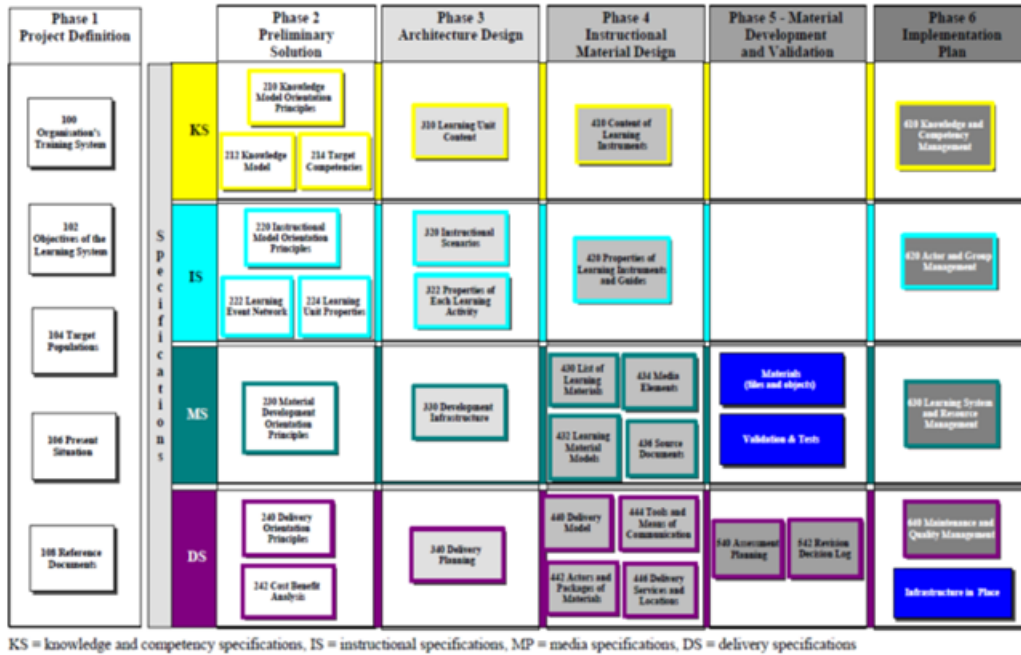 Phase 1
Project Definition
Phase 2
Preliminary
Solution
Phase 3
Architecture Design
Phase 4
Instructional
Material Design
Phase 5 - Material
Development
and Validation
Phase 6
Implementation
Plan
100
Organisation's
Training System
102
Objectives of the
Learning System
104 Target
Populations
106 Present
Situation
108 Reference
Documents
Specifications
KS
210 Knowledge
Model Orientation
Principles
212 Knowledge
Model
214 Target
Competencies
310 Learning Unit
Content
410 Content of
Learning
Instruments
610 Knowledge and
Competency
Management
IS
220 Instructional
Model Orientation
Principles
222 Learning
Event Network
224 Learning
Unit Properties
320 Instructional
Scenarios
322 Properties of
Each Learning
Activity
420 Properties of
Learning Instruments
and Guides
620 Actor and Group
Management
MS
230 Material
Development
Orientation
Principles
330 Development
Infrastructure
430 List of
Learning
Materials
434 Media
Elements
432 Learning
Material
Models
436 Source
Documents
Materials
(files and objects)
Validation & Tests
630 Learning System
and Resource
Management
DS
240 Delivery
Orientation
Principles
242 Cost Benefit
Analysis
340 Delivery
Planning
440 Delivery
Model
444 Tools and
Means of
Communication
442 Actors and
Packages of
Materials
446 Delivery
Services and
Locations
540 Assessment
Planning
542 Revision
Decision Log
640 Maintenance and
Quality Management
Infrastructure in Place
KS = knowledge and competency specifications, IS = instructional specifications, MP = media specifications, DS = delivery specifications